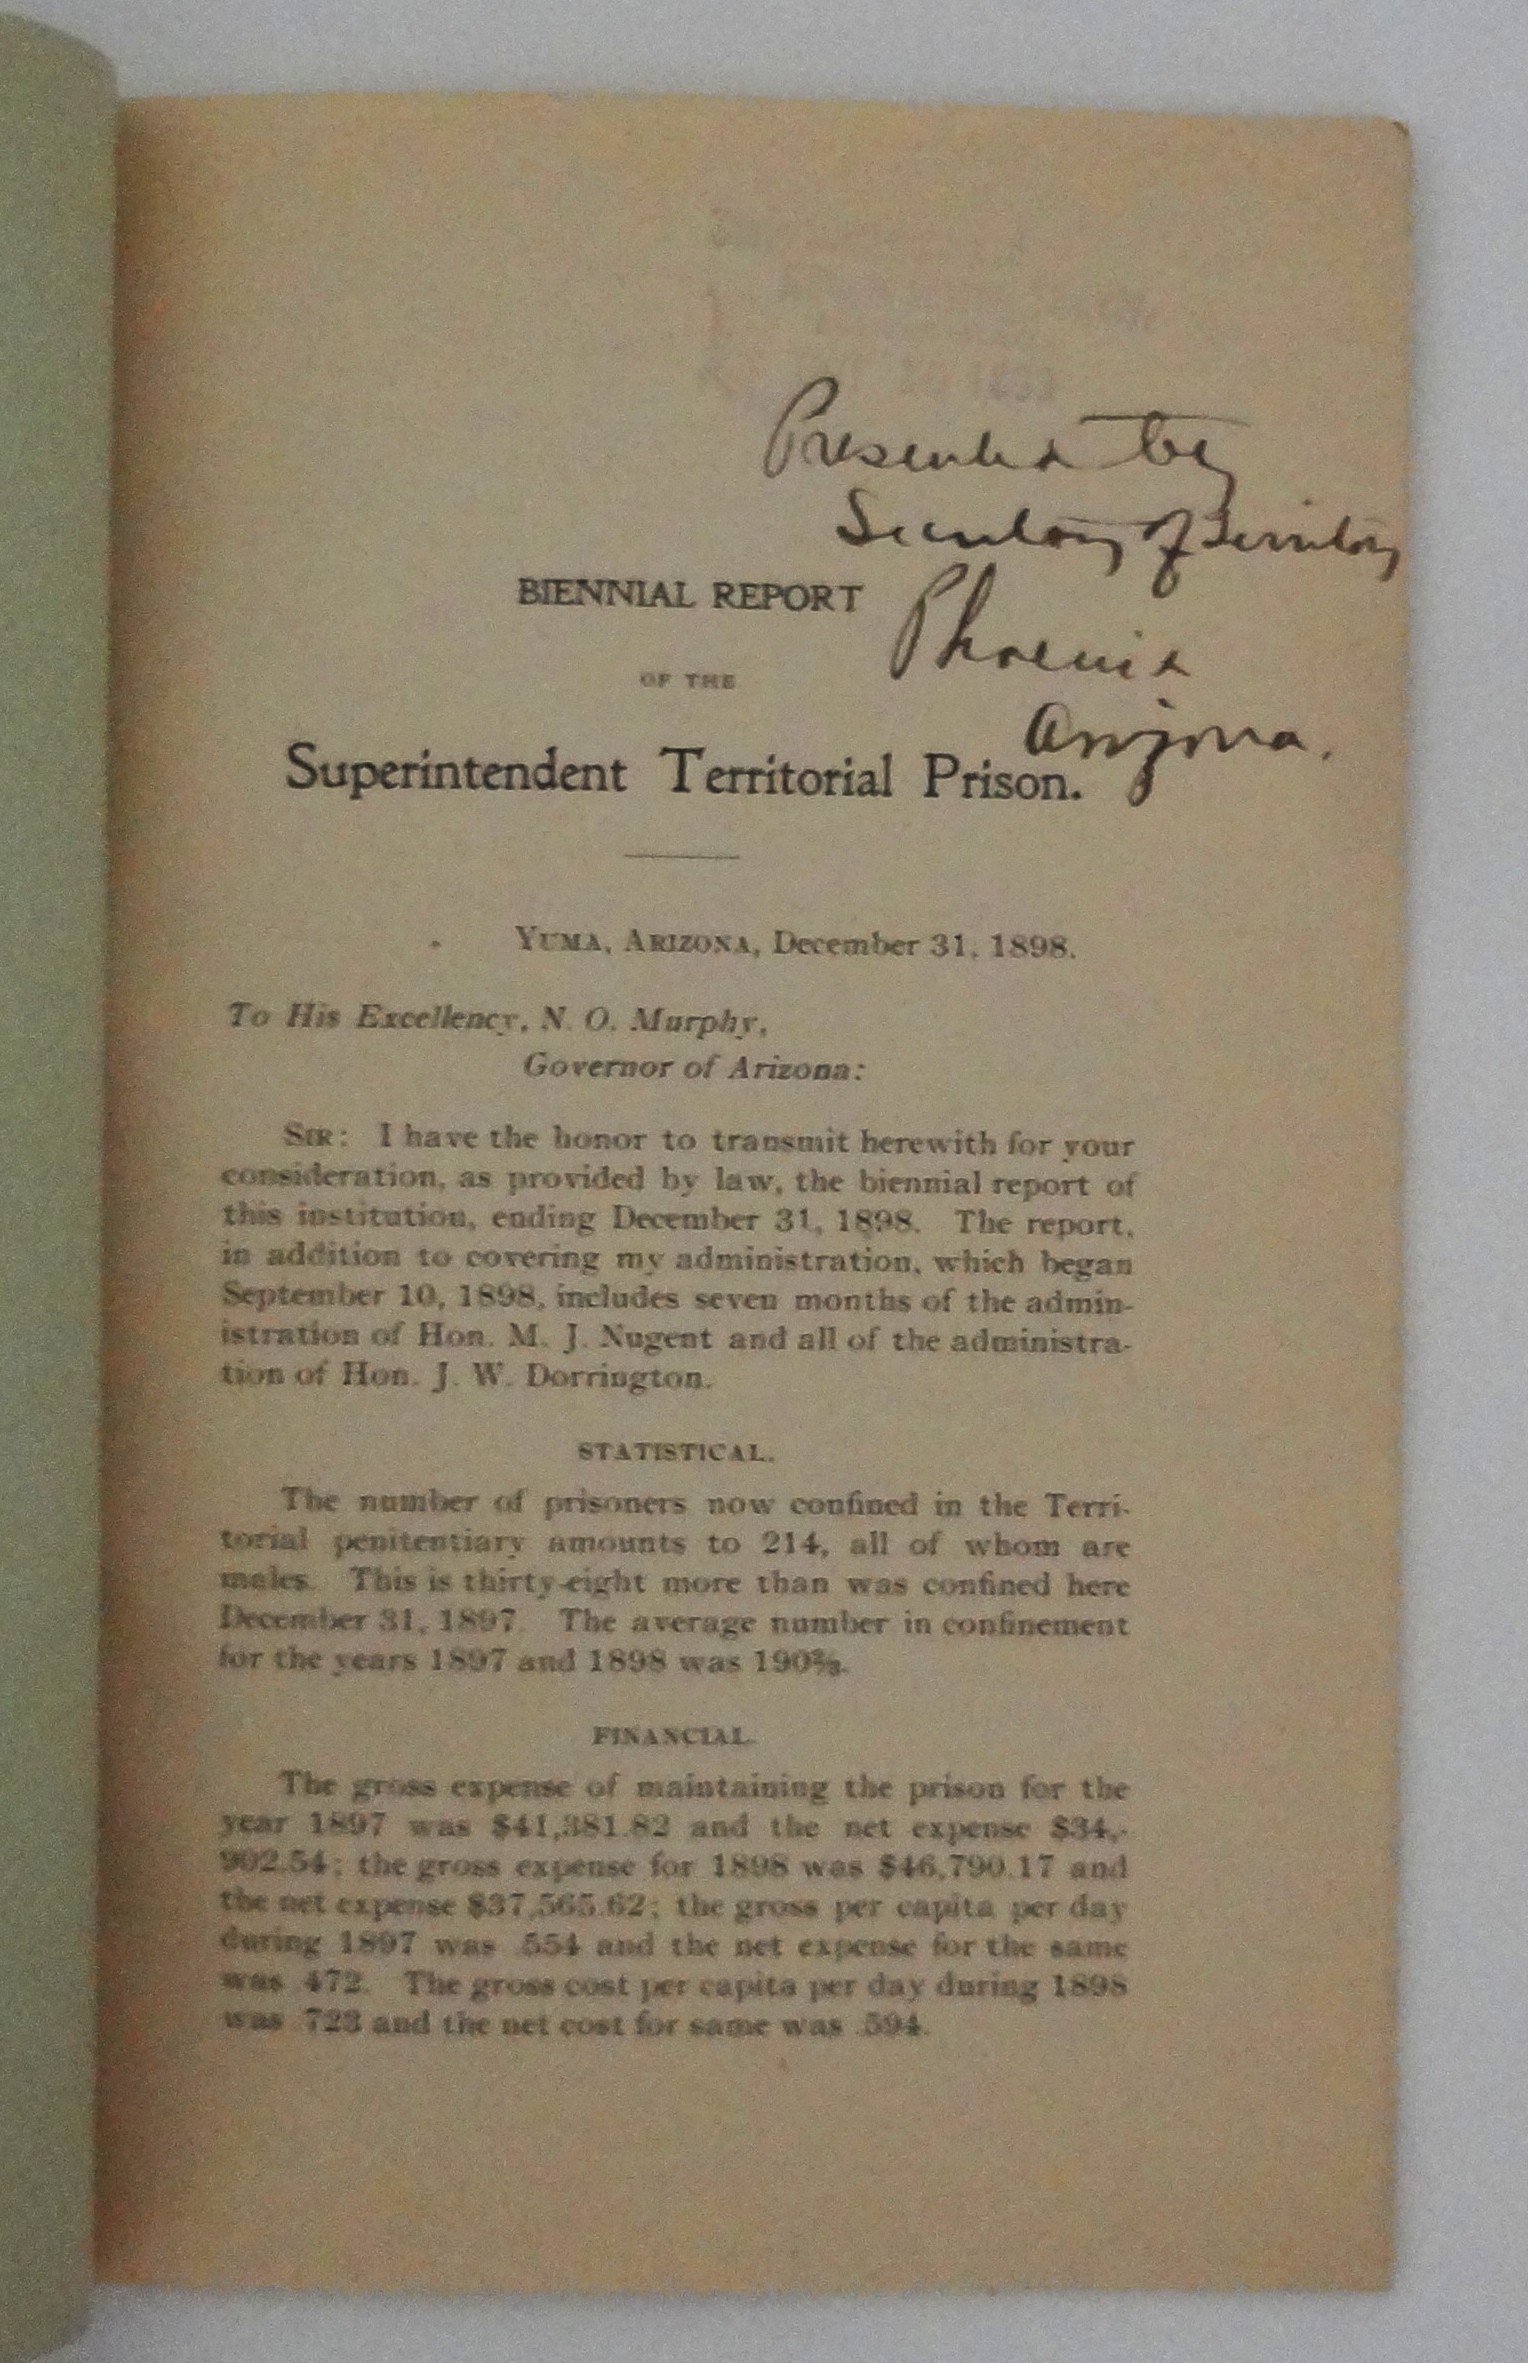 Presented by
Secretary of Territory
Phoenix
Arizona.
BIENNIAL REPORT
OF THE
Superintendent Territorial Prison.
YUMA, ARIZONA, December 31, 1898.
To His Excellency, N. O. Murphy,
Governor of Arizona:
SIR: I have the honor to transmit herewith for your
consideration, as provided by law, the biennial report of
this institution, ending December 31, 1898. The report,
in addition to covering my administration, which began
September 10, 1898, includes seven months of the admin-
istration of Hon. M. J. Nugent and all of the administra-
tion of Hon. J. W. Dorrington.
STATISTICAL.
The number of prisoners now confined in the Terri-
torial penitentiary amounts to 214, all of whom are
males. This is thirty-eight more than was confined here
December 31, 1897. The average number in confinement
for the years 1897 and 1898 was 190⅔.
FINANCIAL.
The gross expense of maintaining the prison for the
year 1897 was $41,381.82 and the net expense $34,-
902.54; the gross expense for 1898 was $46,790.17 and
the net expense $37,565.62; the gross per capita per day
during 1897 was .554 and the net expense for the same
was .472. The gross cost per capita per day during 1898
was .723 and the net cost for same was .594.